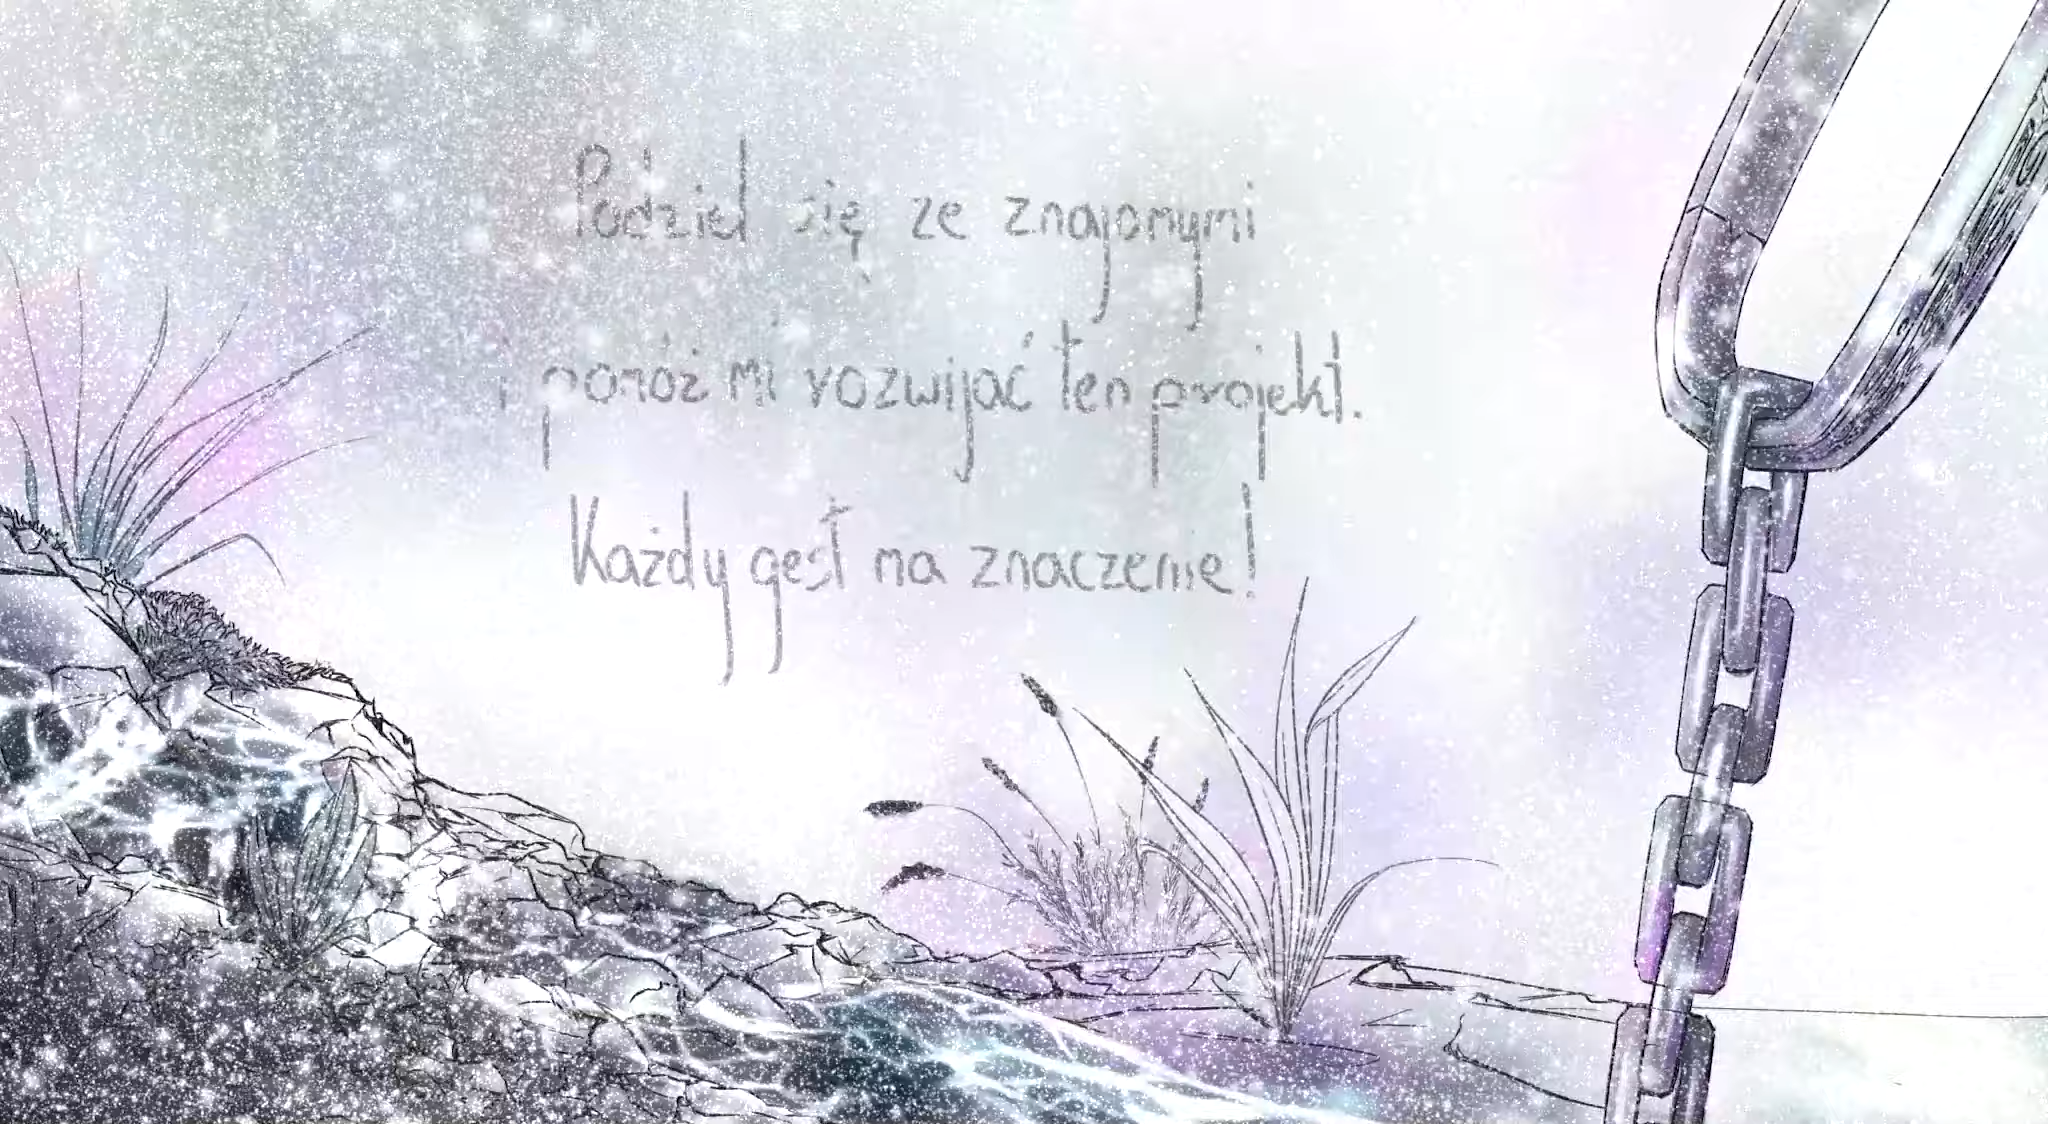 Podziel się ze znajomymi
i pomóż mi rozwijać ten projekt.
Każdy gest ma znaczenie!